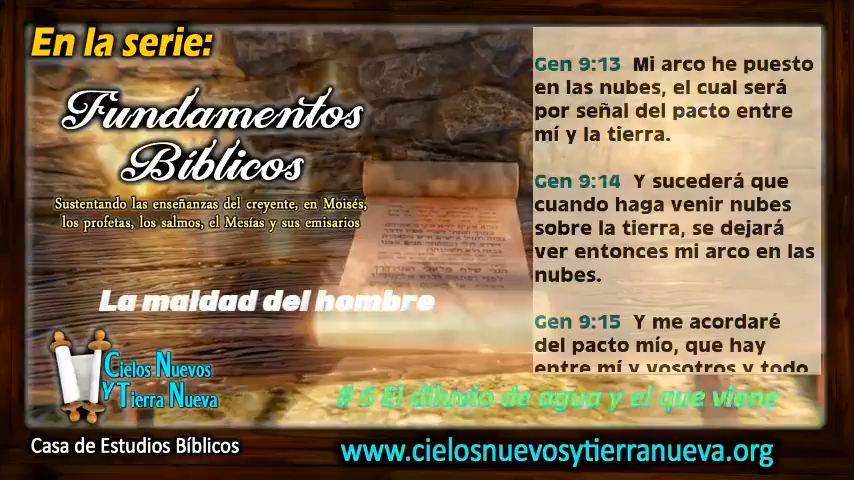 En la serie:
Fundamentos
Bíblicos
Sustentando las enseñanzas del creyente, en Moisés,
los profetas, los salmos, el Mesías y sus emisarios
La maldad del hombre
Cielos Nuevos
Y Tierra Nueva
Casa de Estudios Bíblicos
Gen 9:13 Mi arco he puesto
en las nubes, el cual será
por señal del pacto entre
mí y la tierra.
Gen 9:14 Y sucederá que
cuando haga venir nubes
sobre la tierra, se dejará
ver entonces mi arco en las
nubes.
Gen 9:15 Y me acordaré
del pacto mío, que hay
entre mí y vosotros y todo
# 6 El diluvio de agua y el que viene
www.cielosnuevosytierranueva.org